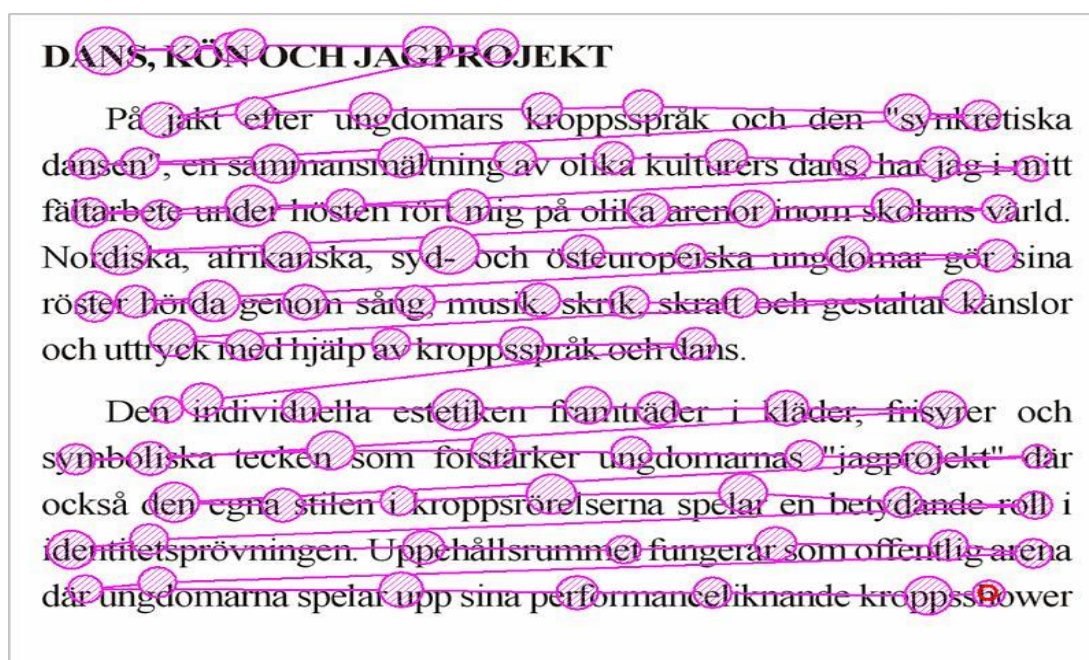 DANS, KÖN OCH JAGPROJEKT
På jakt efter ungdomars kroppsspråk och den "synkretiska
dansen", en sammansmältning av olika kulturers dans, har jag i mitt
fältarbete under hösten rört mig på olika arenor inom skolans värld.
Nordiska, afrikanska, syd- och östeuropeiska ungdomar gör sina
röster hörda genom sång, musik, skrik, skratt och gestaltar känslor
och uttryck med hjälp av kroppsspråk och dans.
Den individuella estetiken framträder i kläder, frisyrer och
symboliska tecken som förstärker ungdomarnas "jagprojekt" där
också den egna stilen i kroppsrörelserna spelar en betydande roll i
identitetsprövningen. Uppehållsrummet fungerar som offentlig arena
där ungdomarna spelar upp sina performanceliknande kroppsshower